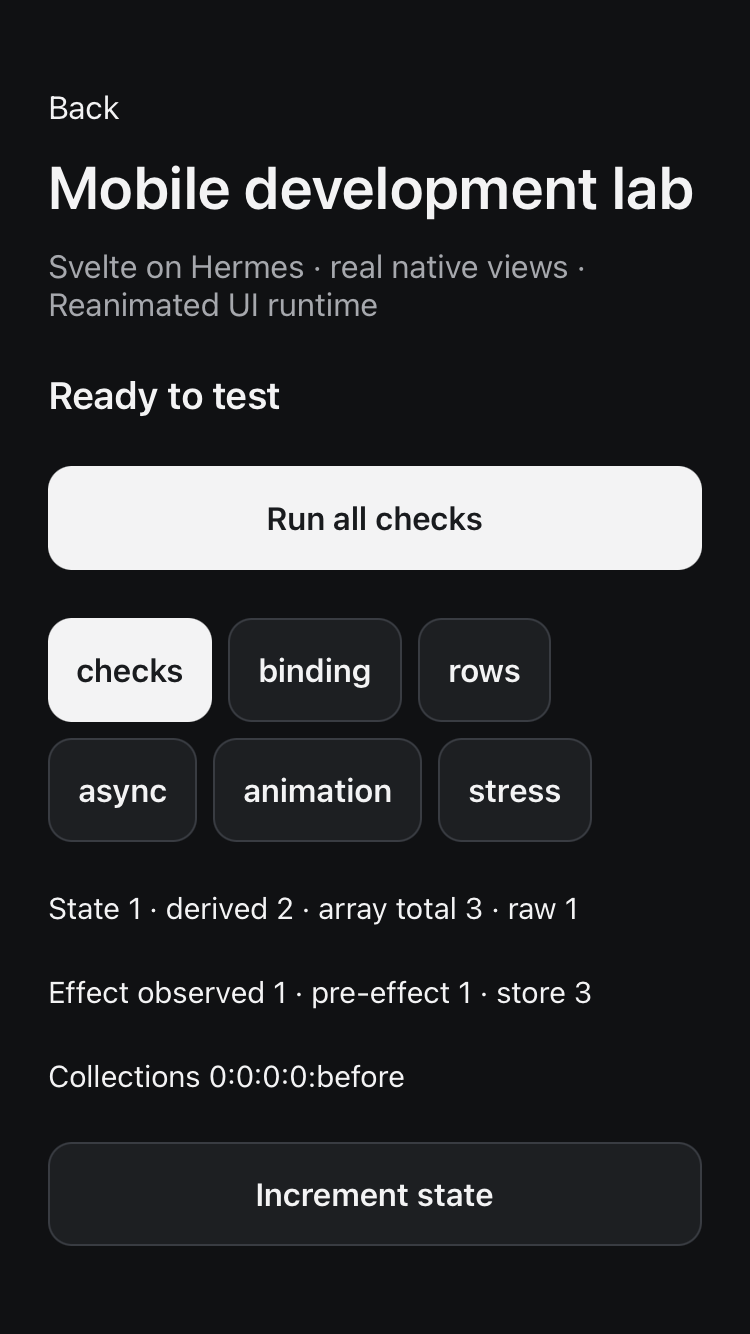 Back
Mobile development lab
Svelte on Hermes · real native views ·
Reanimated UI runtime
Ready to test
Run all checks
checks binding rows
async animation stress
State 1 · derived 2 · array total 3 · raw 1
Effect observed 1 · pre-effect 1 · store 3
Collections 0:0:0:0:before
Increment state